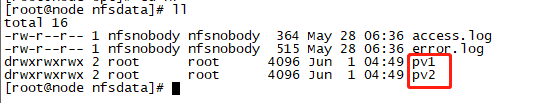 [root@node nfsdata]# ll
total 16
-rw-r--r-- 1 nfsnobody nfsnobody 364 May 28 06:36 access.log
-rw-r--r-- 1 nfsnobody nfsnobody 515 May 28 06:36 error.log
drwxrwxrwx 2 root root 4096 Jun 1 04:49 pv1
drwxrwxrwx 2 root root 4096 Jun 1 04:49 pv2
[root@node nfsdata]#